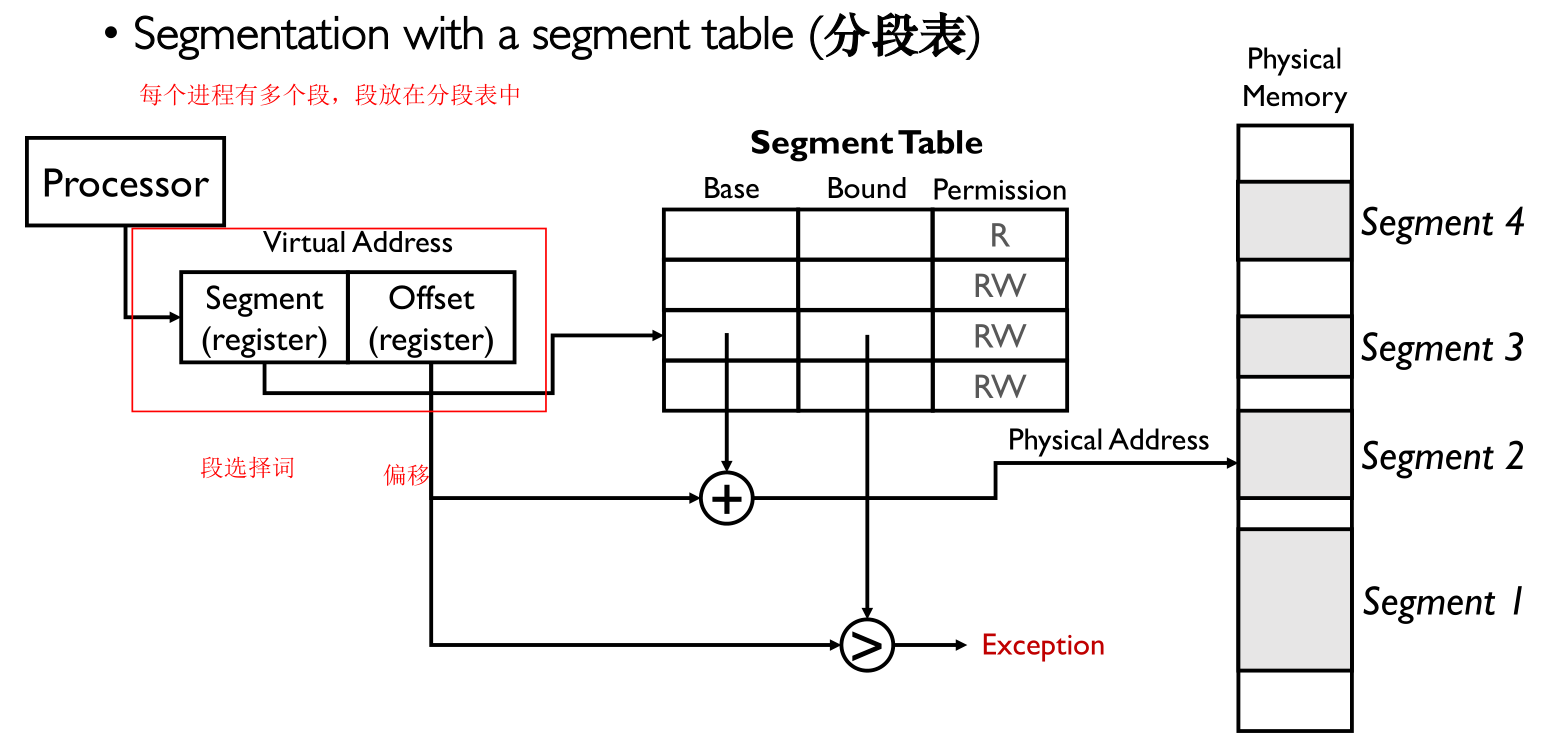 • Segmentation with a segment table (分段表)
每个进程有多个段，段放在分段表中
Physical
Memory
Processor
Segment Table
Base Bound Permission
Virtual Address
Segment
(register)
Offset
(register)
R
RW
RW
RW
段选择词
偏移
+
>
Exception
Physical Address
Segment 4
Segment 3
Segment 2
Segment 1